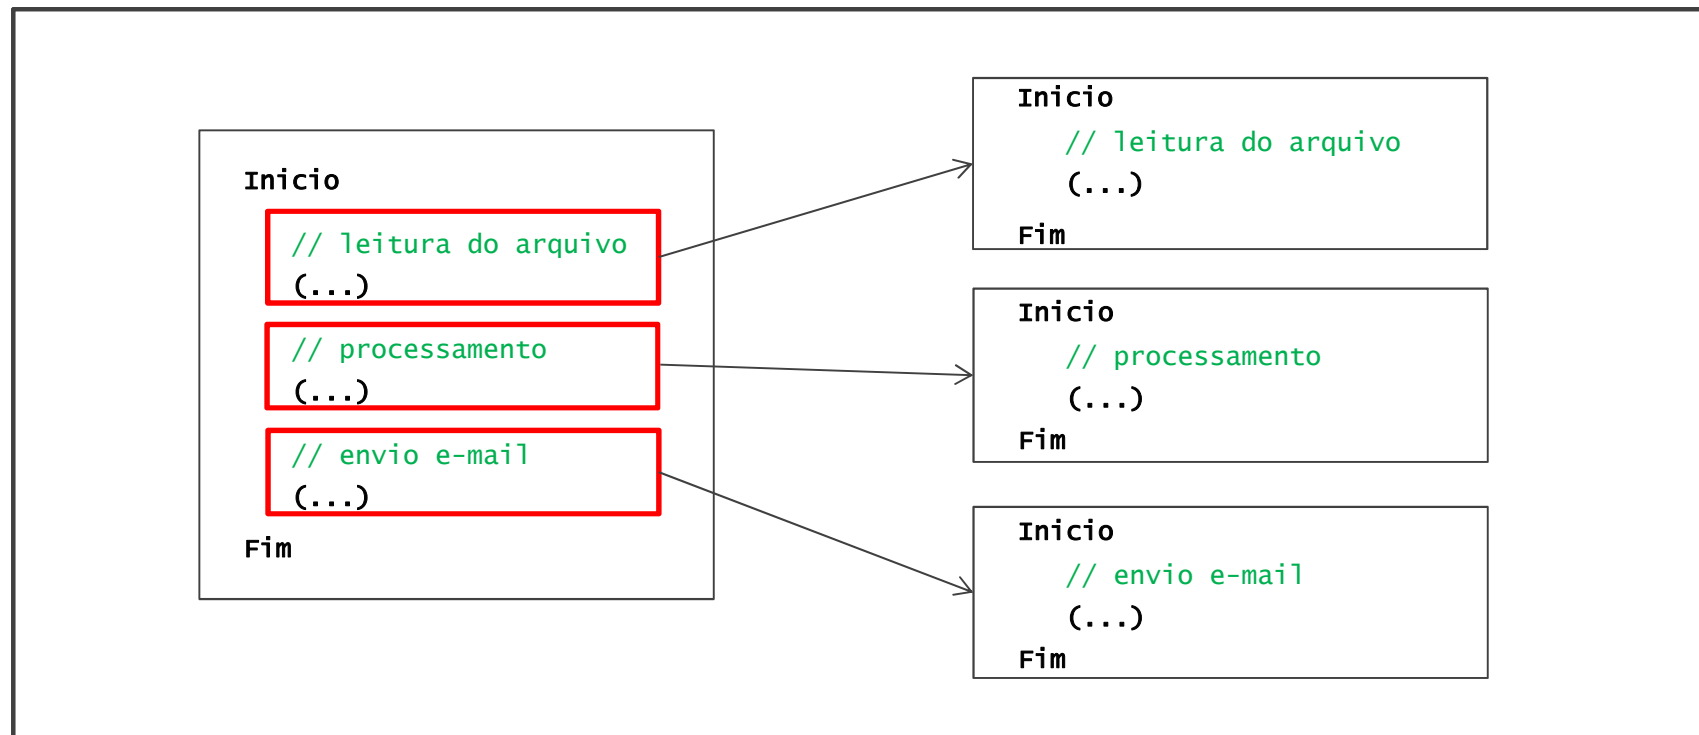 Inicio
// leitura do arquivo
(...)
// processamento
(...)
// envio e-mail
(...)
Fim
Inicio
// leitura do arquivo
(...)
Fim
Inicio
// processamento
(...)
Fim
Inicio
// envio e-mail
(...)
Fim